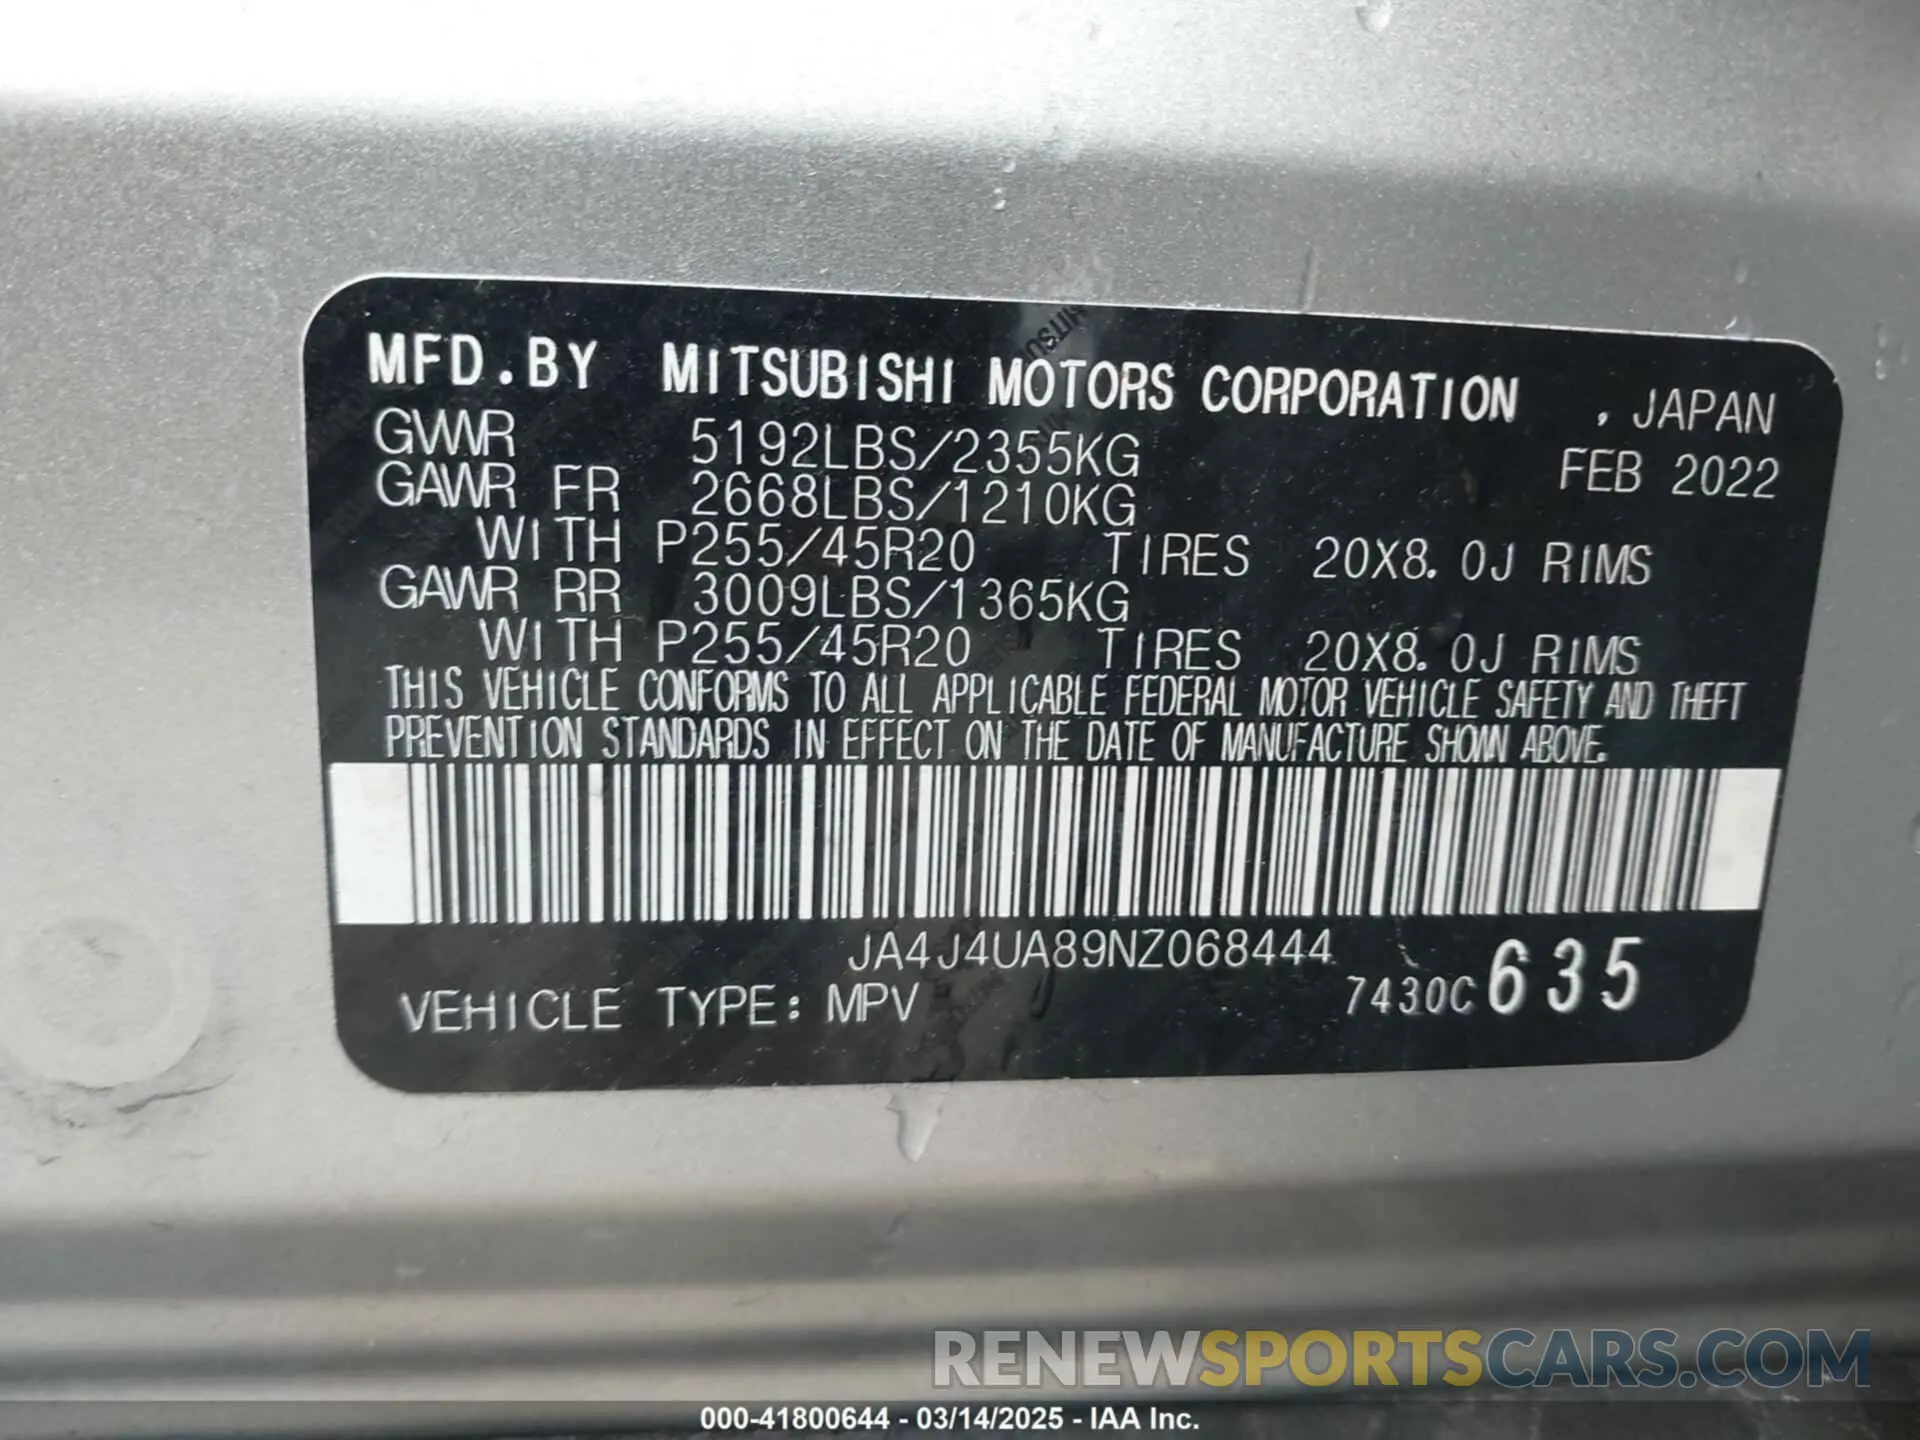 MFD.BY MITSUBISHI MOTORS CORPORATION , JAPAN
GVWR 5192LBS/2355KG FEB 2022
GAWR FR 2668LBS/1210KG
WITH P255/45R20 TIRES 20X8.0J RIMS
GAWR RR 3009LBS/1365KG
WITH P255/45R20 TIRES 20X8.0J RIMS
THIS VEHICLE CONFORMS TO ALL APPLICABLE FEDERAL MOTOR VEHICLE SAFETY AND THEFT
PREVENTION STANDARDS IN EFFECT ON THE DATE OF MANUFACTURE SHOWN ABOVE.
JA4J4UA89NZ068444
VEHICLE TYPE: MPV 7430C 635
RENEWSPORTSCARS.COM
000-41800644 - 03/14/2025 - IAA Inc.